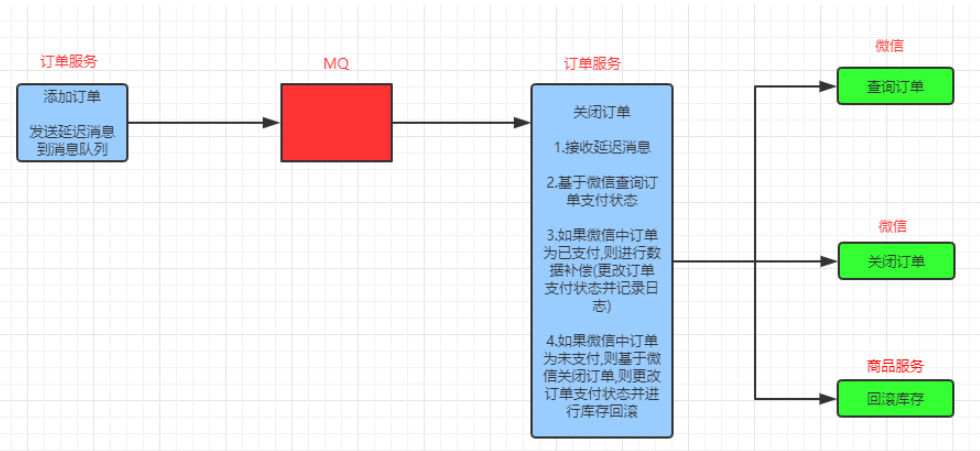 订单服务
添加订单
发送延迟消息
到消息队列
MQ
订单服务
关闭订单
1.接收延迟消息
2.基于微信查询订
单支付状态
3.如果微信中订单
为已支付,则进行数
据补偿(更改订单
支付状态并记录日
志)
4.如果微信中订单
为未支付,则基于微
信关闭订单,则更改
订单支付状态并进
行库存回滚
微信
查询订单
微信
关闭订单
商品服务
回滚库存